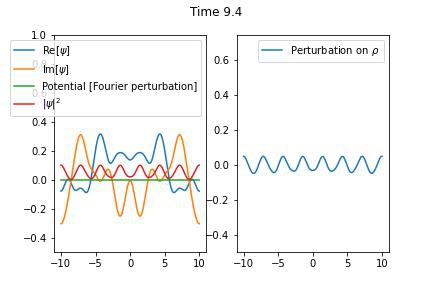 Time 9.4
1.0
0.8
0.6
0.4
0.2
0.0
−0.2
−0.4
Re[ψ]
Im[ψ]
Potential [Fourier perturbation]
|ψ|²
−10 −5 0 5 10
Perturbation on ρ
0.6
0.4
0.2
0.0
−0.2
−0.4
−10 −5 0 5 10